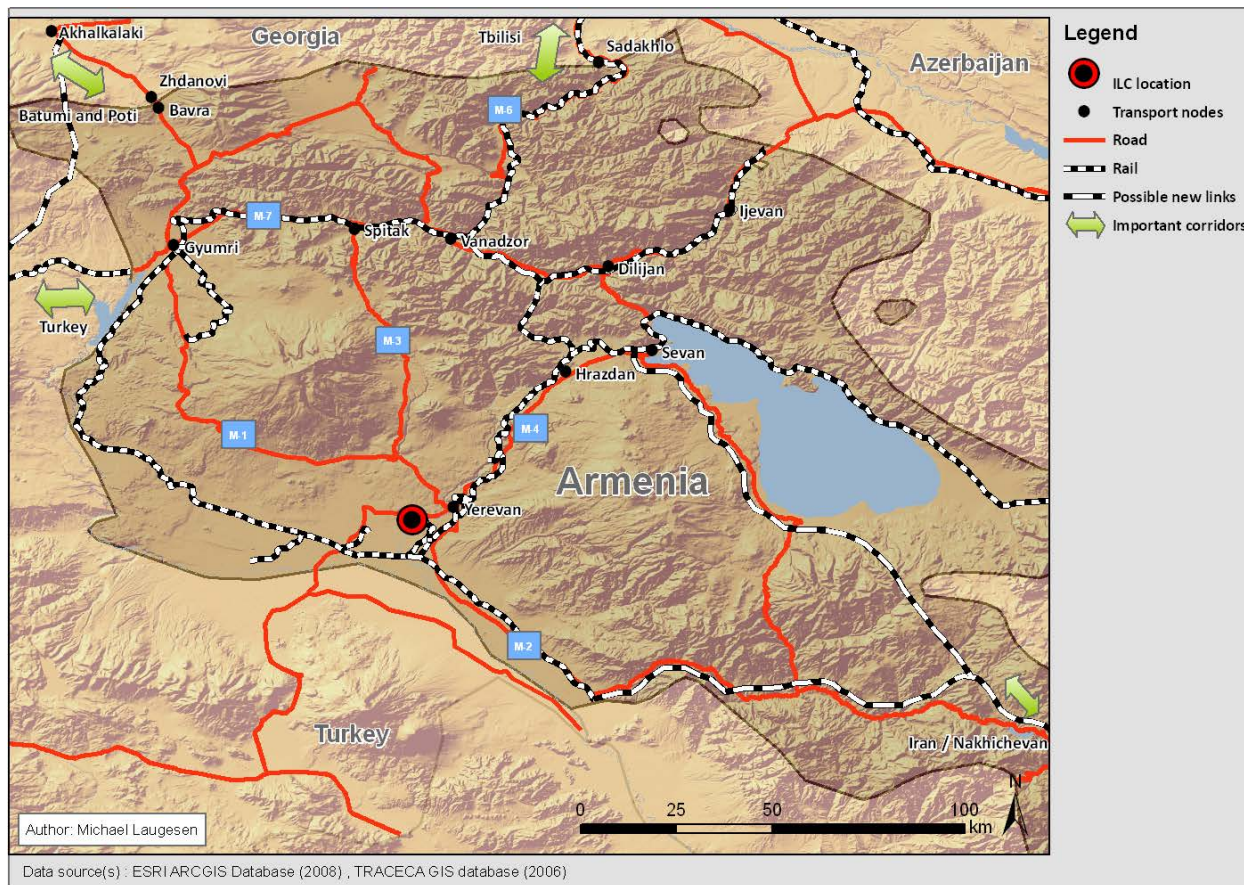 Akhalkalaki
Georgia
Tbilisi
Sadakhlo
Azerbaijan
Zhdanovi
Bavra
Batumi and Poti
M-6
M-7
Ijevan
Spitak
Vanadzor
Gyumri
Dilijan
Turkey
M-3
Sevan
Hrazdan
M-1
M-4
Armenia
Yerevan
M-2
Turkey
Iran / Nakhichevan
N
0 25 50 100
km
Author: Michael Laugesen
Legend
ILC location
Transport nodes
Road
Rail
Possible new links
Important corridors
Data source(s) : ESRI ARCGIS Database (2008) , TRACECA GIS database (2006)